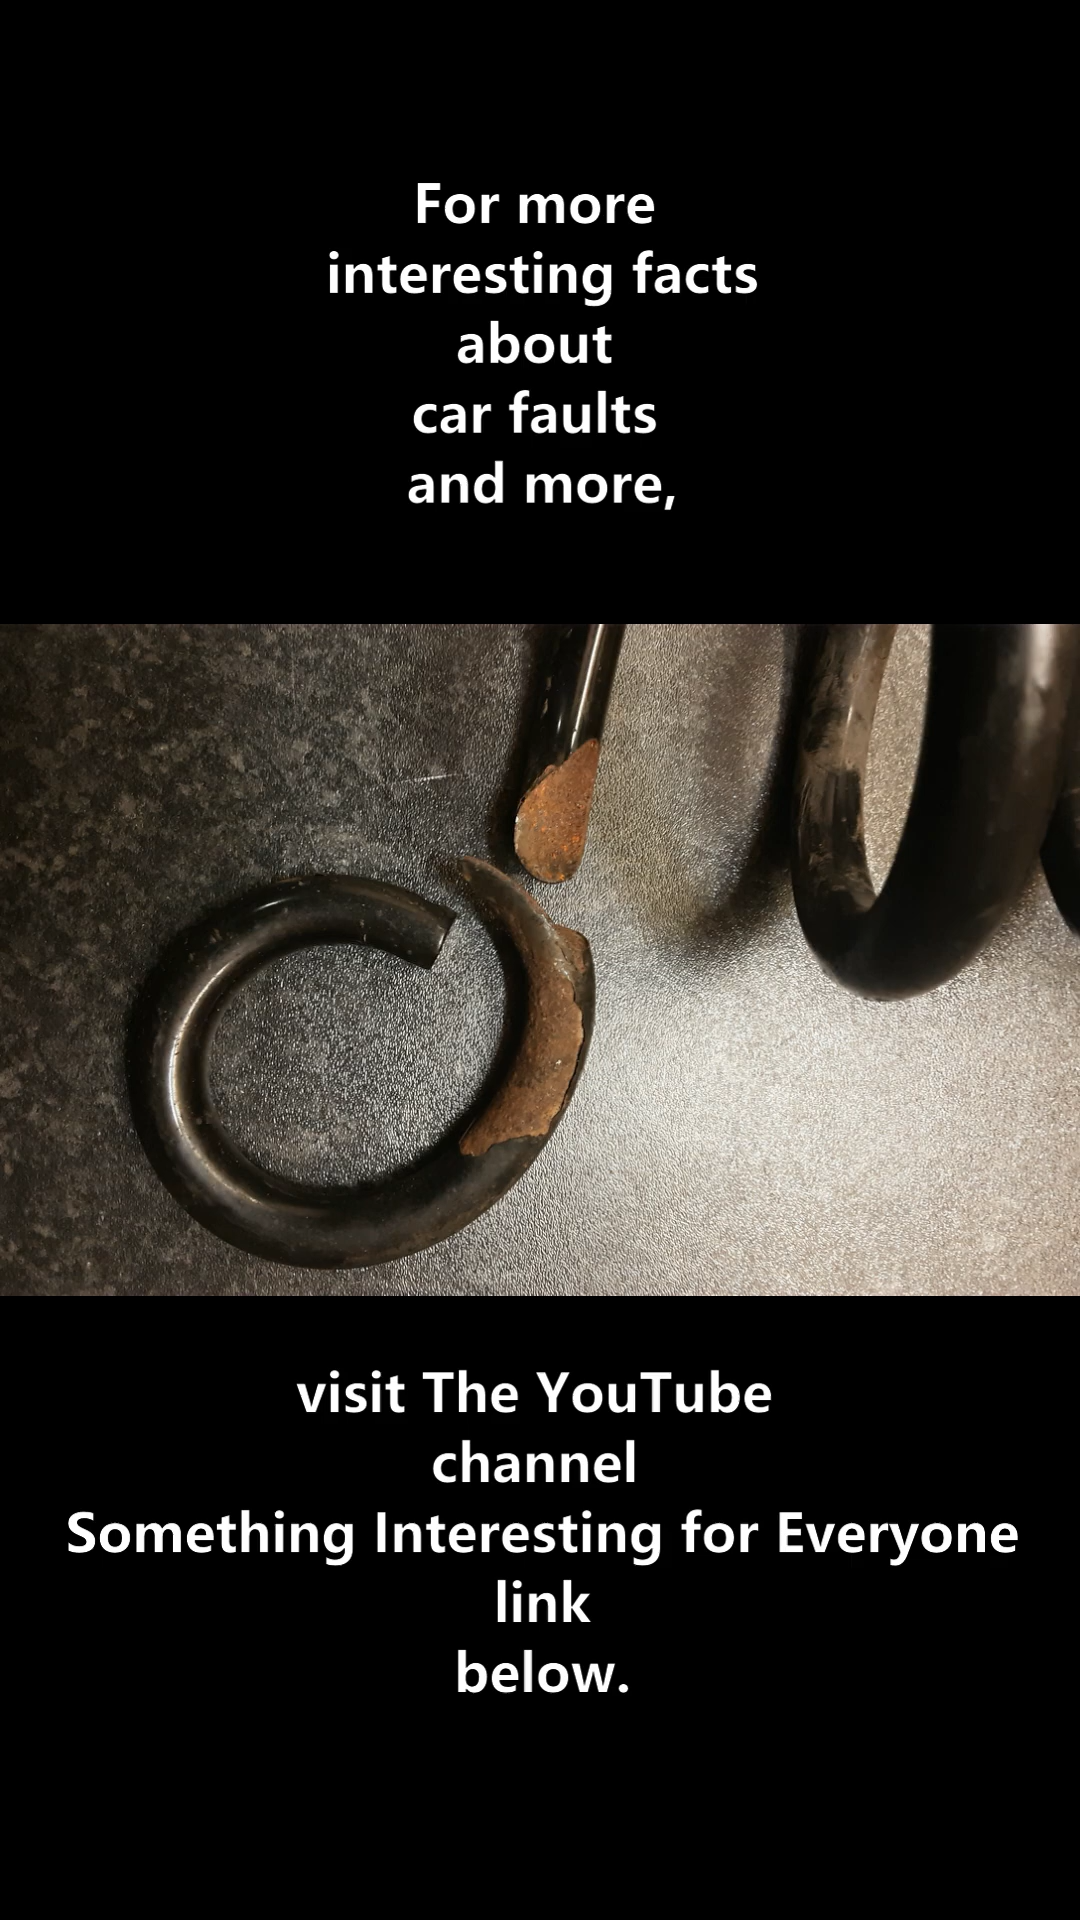 For more
interesting facts
about
car faults
and more,
visit The YouTube
channel
Something Interesting for Everyone
link
below.